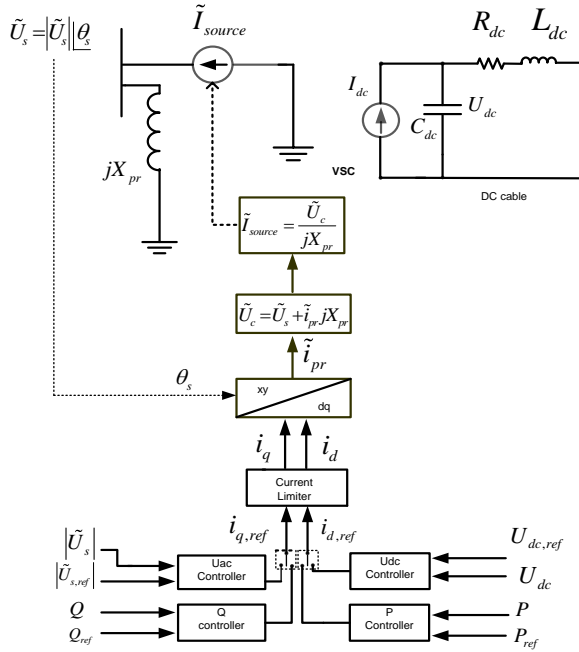 Ũ_s = |Ũ_s| |θ_s
Ĩ_source
jX_pr
R_dc L_dc
I_dc
C_dc U_dc
VSC
DC cable
Ĩ_source = Ũ_c / jX_pr
Ũ_c = Ũ_s + ĩ_pr jX_pr
ĩ_pr
θ_s
xy
dq
i_q i_d
Current
Limiter
i_q,ref i_d,ref
|Ũ_s|
|Ũ_s,ref|
Uac
Controller
Udc
Controller
U_dc,ref
U_dc
Q
Q_ref
Q
controller
P
Controller
P
P_ref